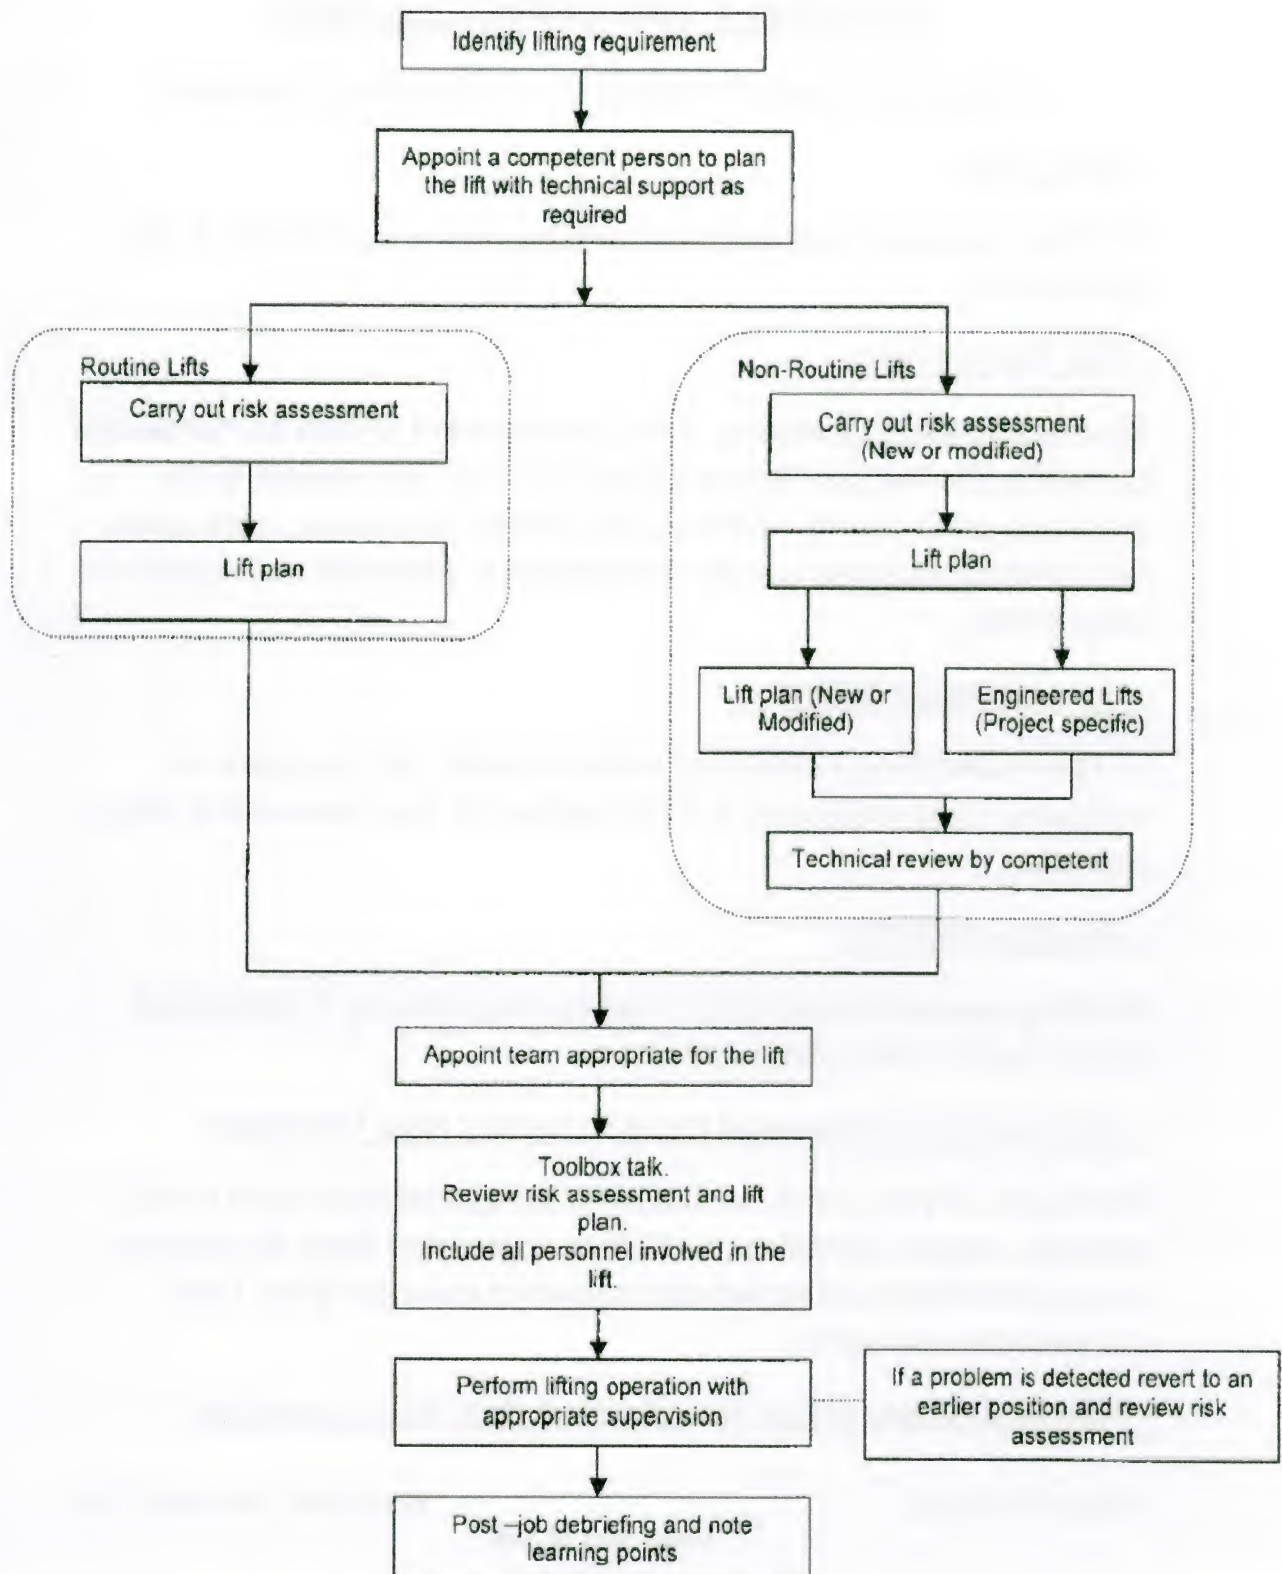 Identify lifting requirement
Appoint a competent person to plan
the lift with technical support as
required
Routine Lifts
Carry out risk assessment
Lift plan
Non-Routine Lifts
Carry out risk assessment
(New or modified)
Lift plan
Lift plan (New or
Modified)
Engineered Lifts
(Project specific)
Technical review by competent
Appoint team appropriate for the lift
Toolbox talk.
Review risk assessment and lift
plan.
Include all personnel involved in the
lift.
Perform lifting operation with
appropriate supervision
If a problem is detected revert to an
earlier position and review risk
assessment
Post –job debriefing and note
learning points